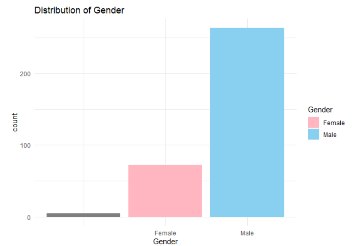 Distribution of Gender
count
200
100
0
Female
Male
Gender
Gender
Female
Male